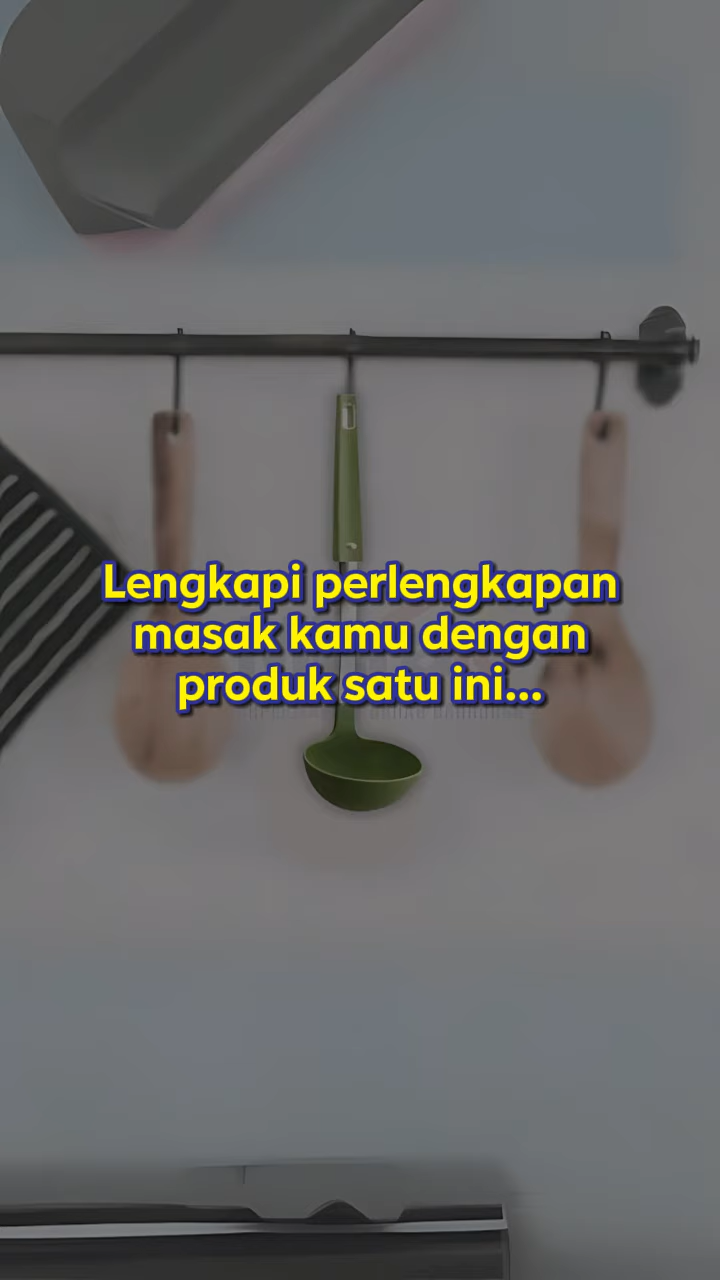 Lengkapi perlengkapan
masak kamu dengan
produk satu ini...